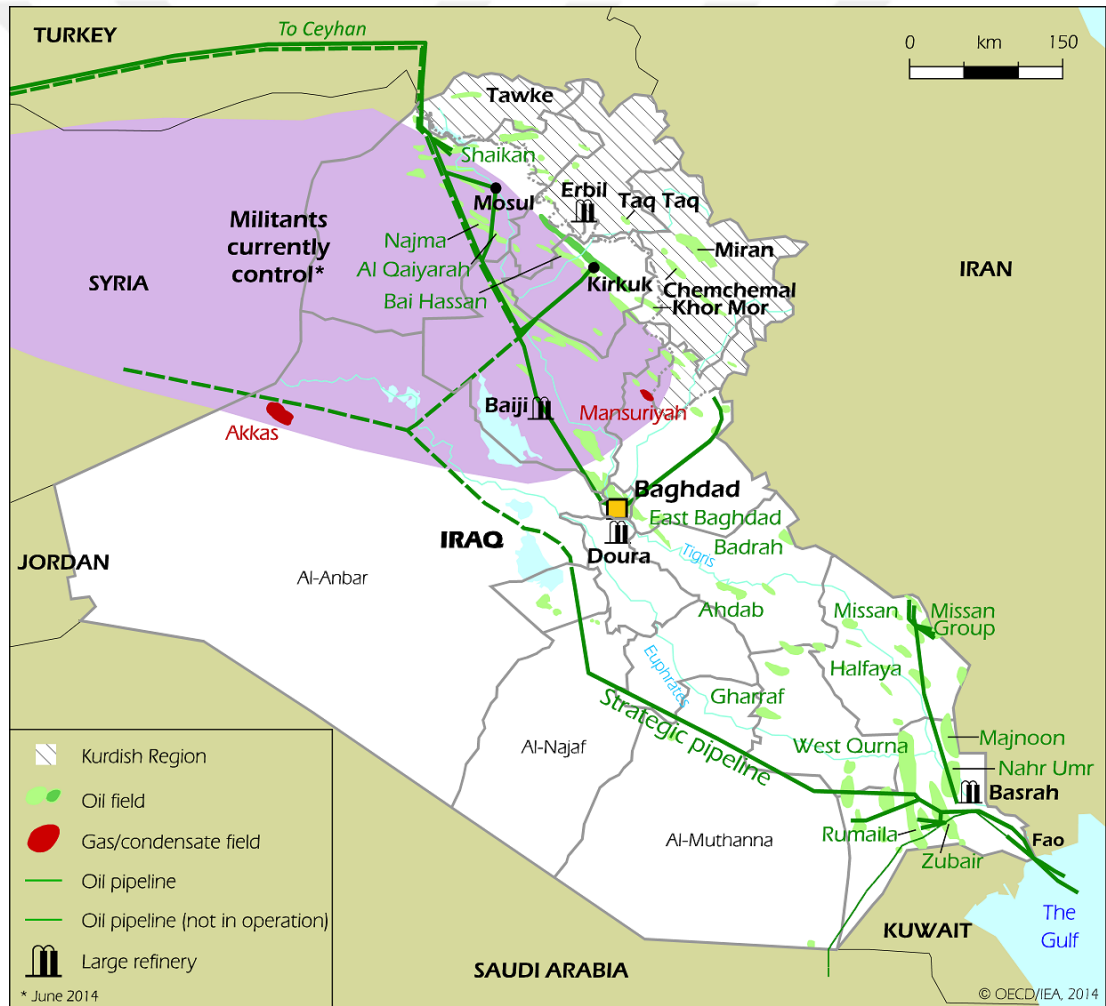 TURKEY
To Ceyhan
0 km 150
Tawke
Shaikan
Mosul
Erbil
Taq Taq
Militants
currently
control*
Najma
Al Qaiyarah
Bai Hassan
Miran
Kirkuk
Chemchemal
Khor Mor
SYRIA
IRAN
Baiji
Mansuriyah
Akkas
Baghdad
East Baghdad
IRAQ
Doura
Badrah
Tigris
JORDAN
Al-Anbar
Ahdab
Missan
Missan
Group
Halfaya
Euphrates
Gharraf
Strategic pipeline
West Qurna
Majnoon
Nahr Umr
Basrah
Al-Najaf
Al-Muthanna
Rumaila
Zubair
Fao
KUWAIT
The
Gulf
SAUDI ARABIA
Kurdish Region
Oil field
Gas/condensate field
Oil pipeline
Oil pipeline (not in operation)
Large refinery
* June 2014
© OECD/IEA, 2014